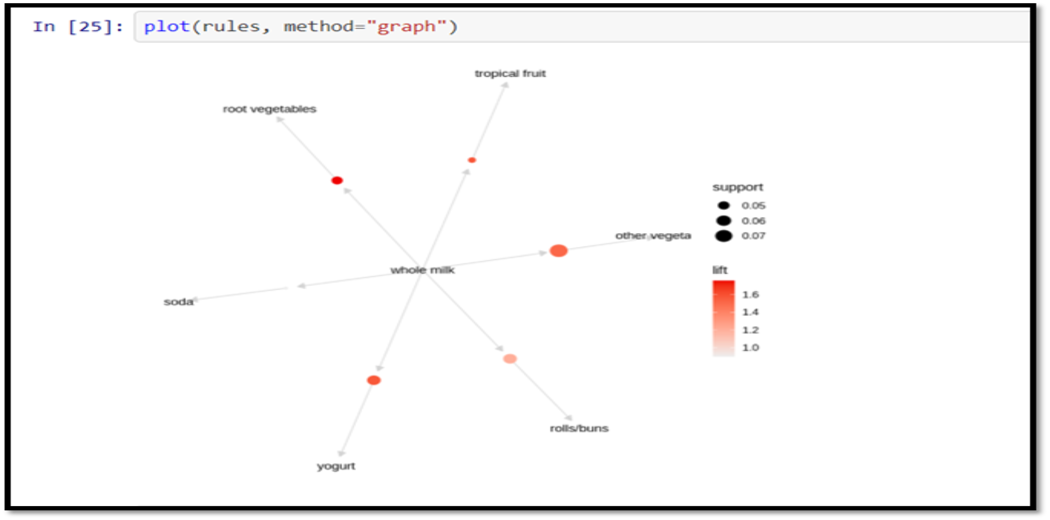 In [25]: plot(rules, method="graph")
tropical fruit
root vegetables
support
0.05
0.06
0.07
other vegeta
whole milk
lift
soda
1.6
1.4
1.2
1.0
rolls/buns
yogurt